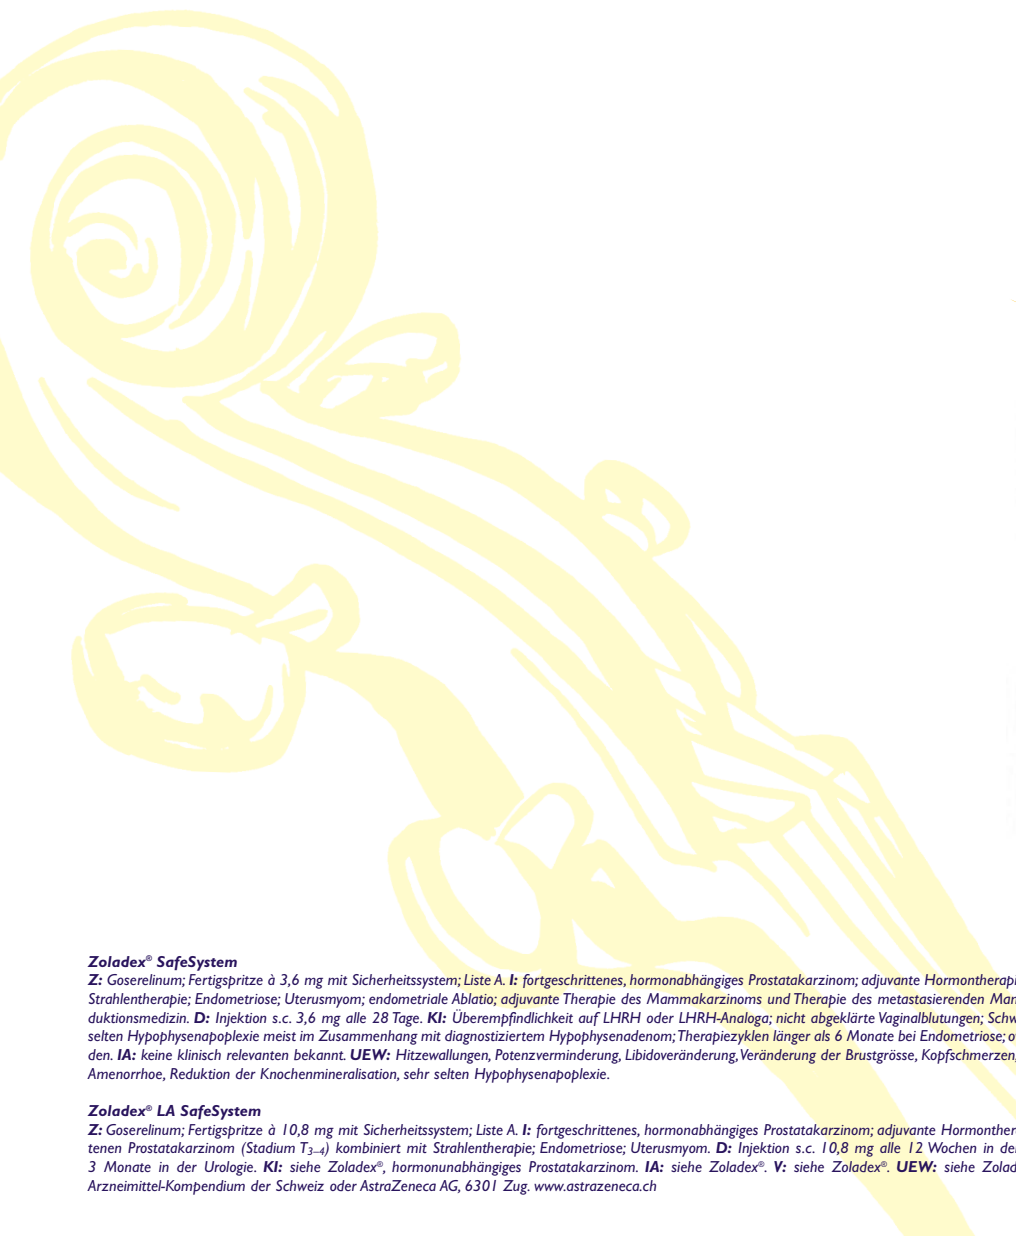 Zoladex® SafeSystem
Z: Goserelinum; Fertigspritze à 3,6 mg mit Sicherheitssystem; Liste A. I: fortgeschrittenes, hormonabhängiges Prostatakarzinom; adjuvante
Strahlentherapie; Endometriose; Uterusmyom; endometriale Ablatio; adjuvante Therapie des Mammakarzinoms und Therapie des metastasierenden
duktionsmedizin. D: Injektion s.c. 3,6 mg alle 28 Tage. KI: Überempfindlichkeit auf LHRH oder LHRH-Analoga; nicht abgeklärte Vaginalblutungen;
selten Hypophysenapoplexie meist im Zusammenhang mit diagnostiziertem Hypophysenadenom; Therapiezyklen länger als 6 Monate bei Endometriose;
den. IA: keine klinisch relevanten bekannt. UEW: Hitzewallungen, Potenzverminderung, Libidoveränderung, Veränderung der Brustgrösse, Kopfschmerzen,
Amenorrhoe, Reduktion der Knochenmineralisation, sehr selten Hypophysenapoplexie.
Zoladex® LA SafeSystem
Z: Goserelinum; Fertigspritze à 10,8 mg mit Sicherheitssystem; Liste A. I: fortgeschrittenes, hormonabhängiges Prostatakarzinom; adjuvante
tenen Prostatakarzinom (Stadium T3–4) kombiniert mit Strahlentherapie; Endometriose; Uterusmyom. D: Injektion s.c. 10,8 mg alle 12 Wochen in
3 Monate in der Urologie. KI: siehe Zoladex®, hormonunabhängiges Prostatakarzinom. IA: siehe Zoladex®. V: siehe Zoladex®. UEW: siehe
Arzneimittel-Kompendium der Schweiz oder AstraZeneca AG, 6301 Zug. www.astrazeneca.ch